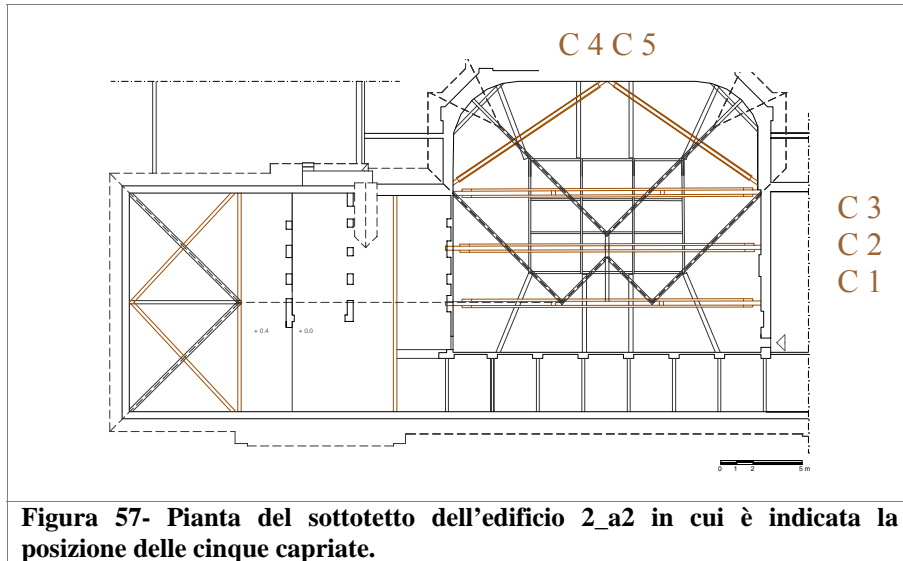 C 4 C 5
C 3
C 2
C 1
+ 0.4 + 0.0
0 1 2 5 m
Figura 57- Pianta del sottotetto dell'edificio 2_a2 in cui è indicata la
posizione delle cinque capriate.